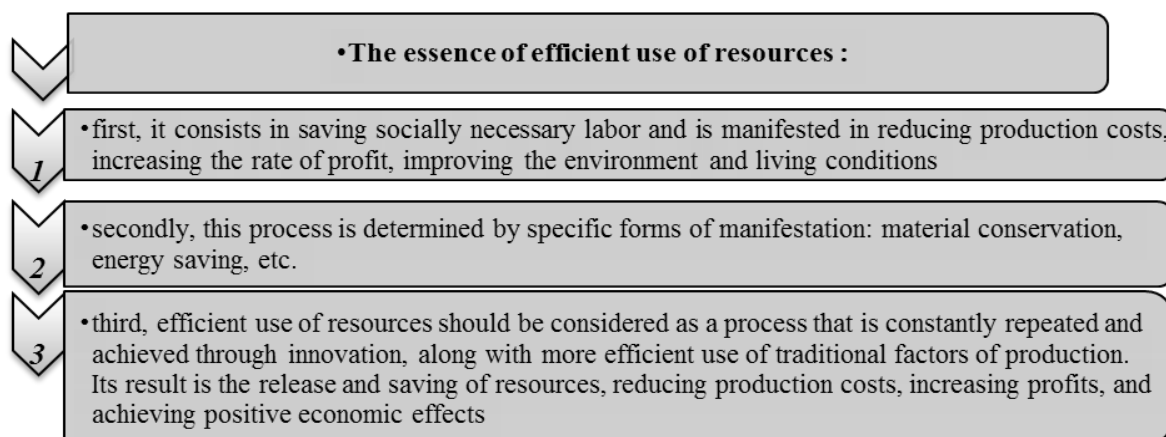 •The essence of efficient use of resources :
1
•first, it consists in saving socially necessary labor and is manifested in reducing production costs,
increasing the rate of profit, improving the environment and living conditions
2
•secondly, this process is determined by specific forms of manifestation: material conservation,
energy saving, etc.
3
•third, efficient use of resources should be considered as a process that is constantly repeated and
achieved through innovation, along with more efficient use of traditional factors of production.
Its result is the release and saving of resources, reducing production costs, increasing profits, and
achieving positive economic effects